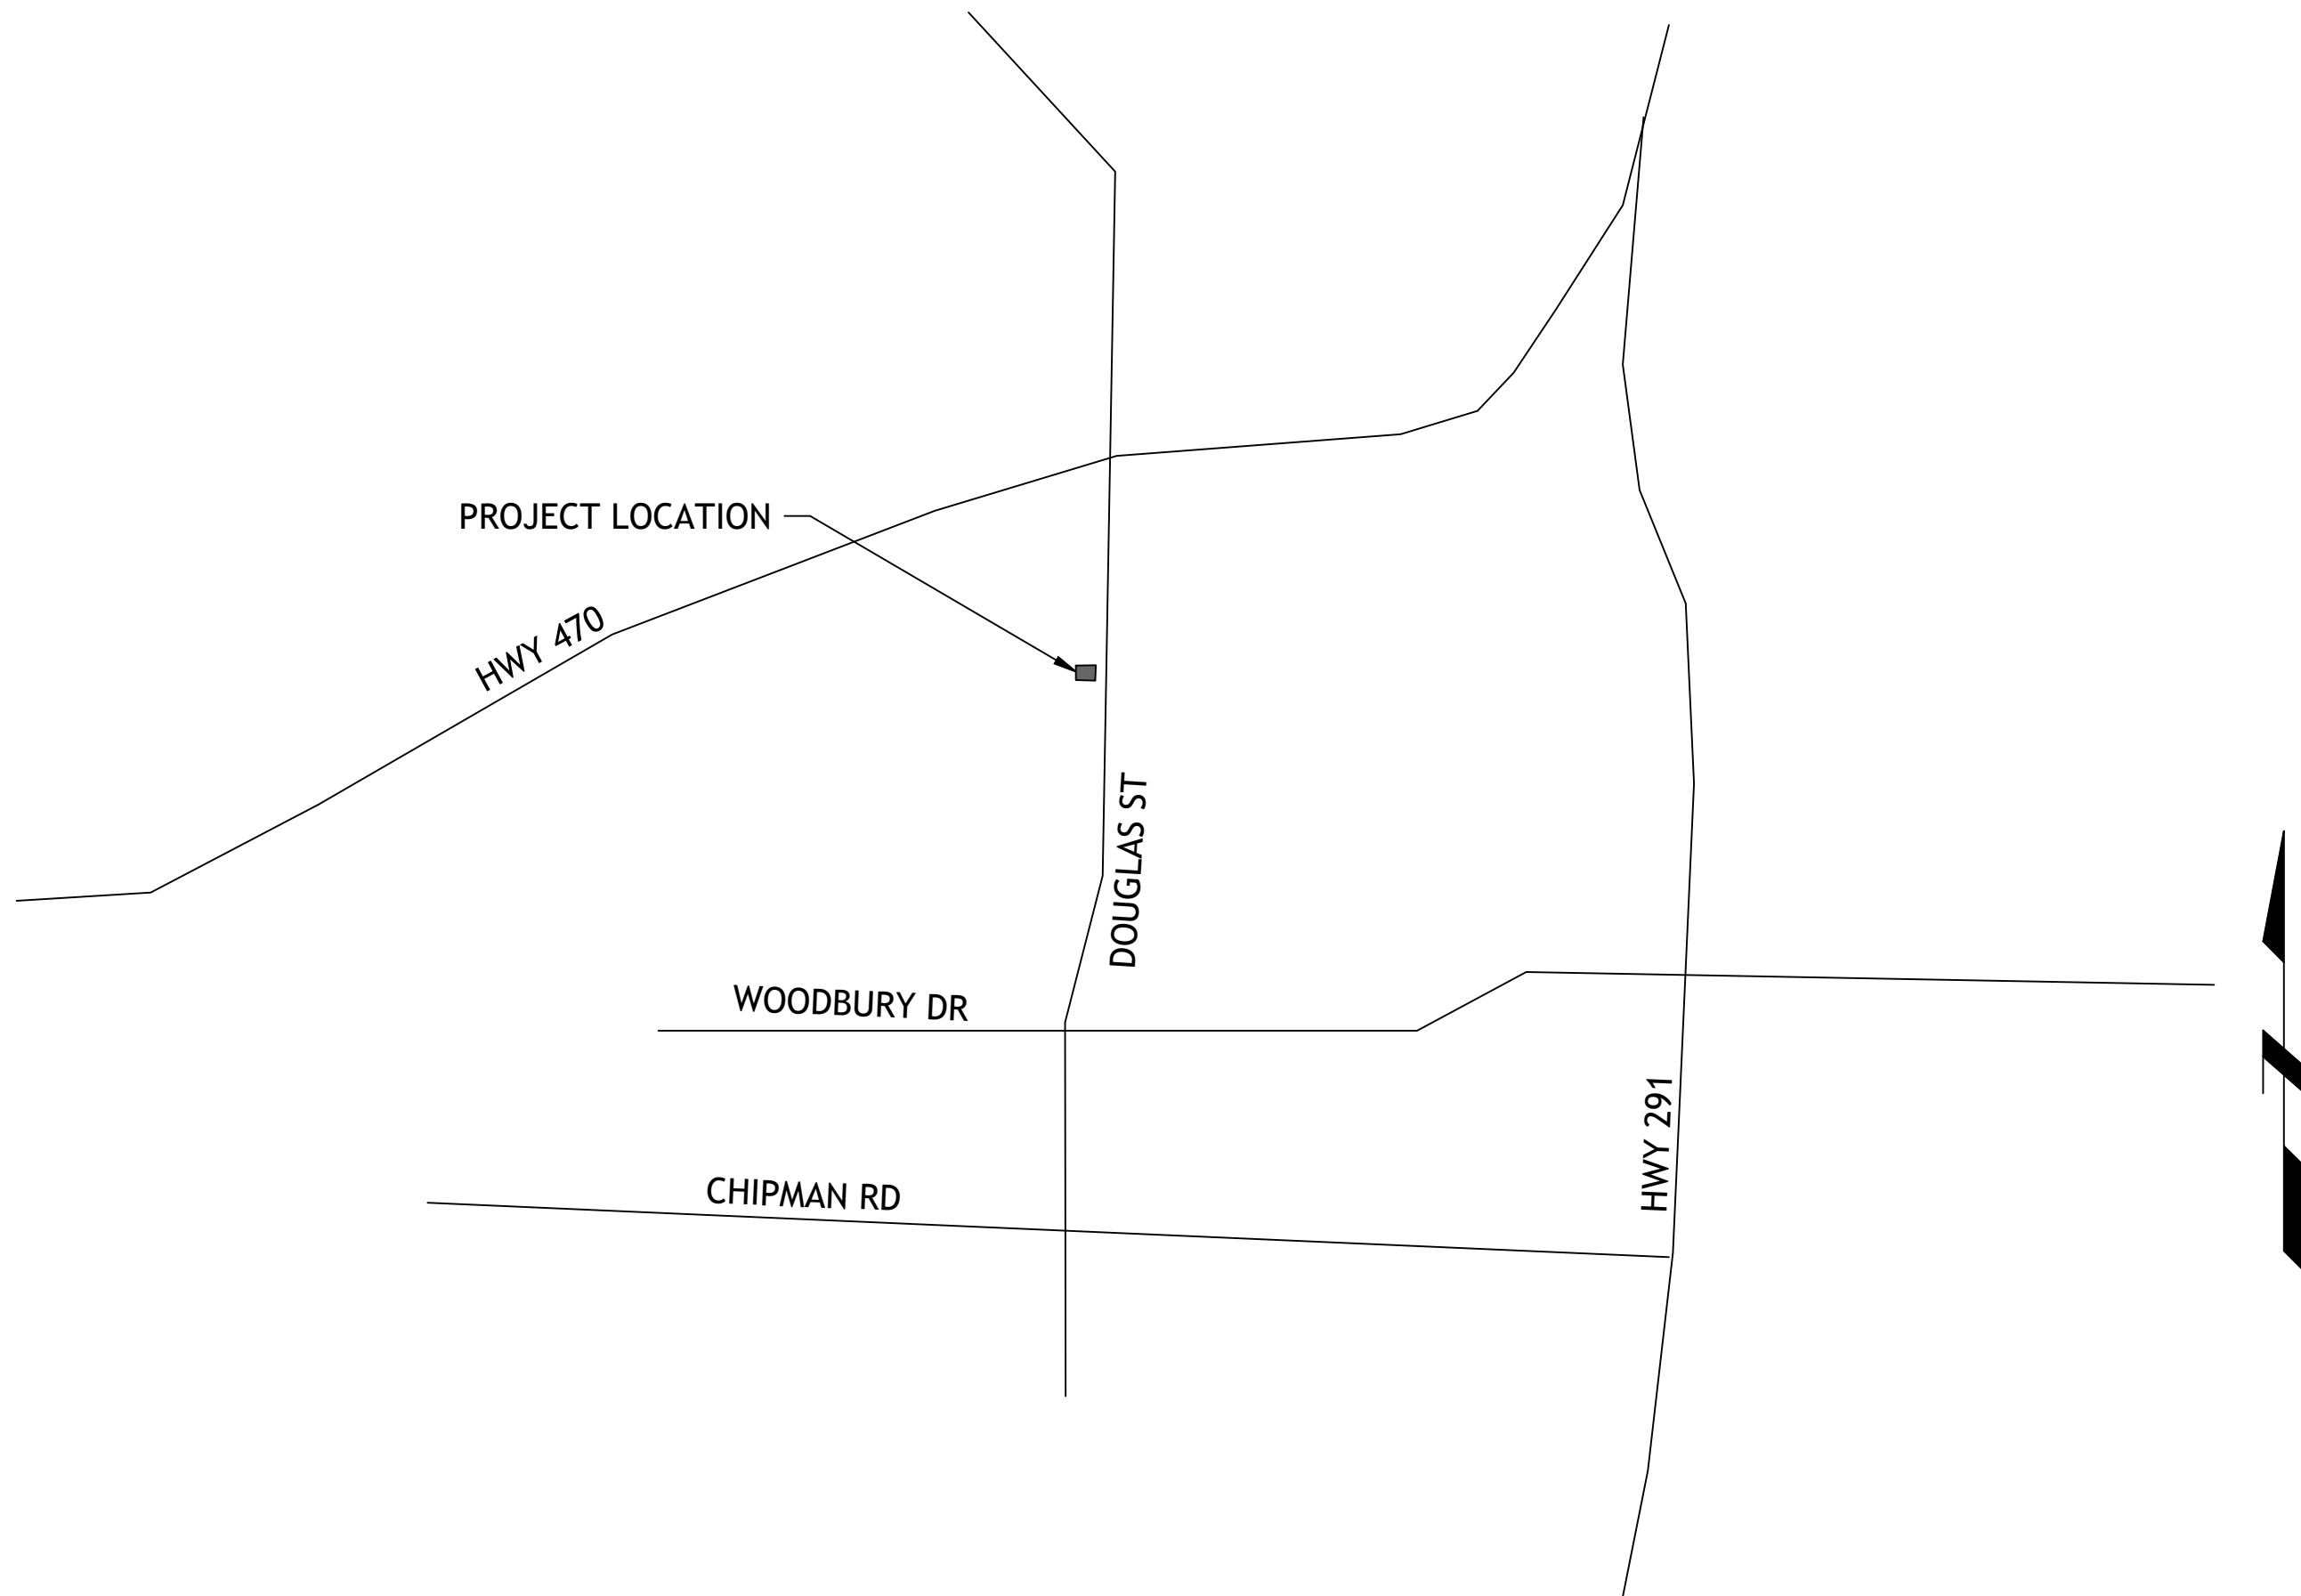 PROJECT LOCATION
HWY 470
DOUGLAS ST
WOODBURY DR
HWY 291
CHIPMAN RD